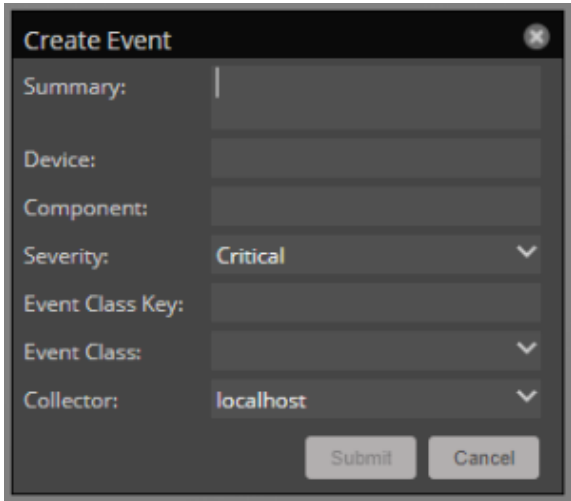 Create Event
Summary:
Device:
Component:
Severity: Critical
Event Class Key:
Event Class:
Collector: localhost
Submit Cancel